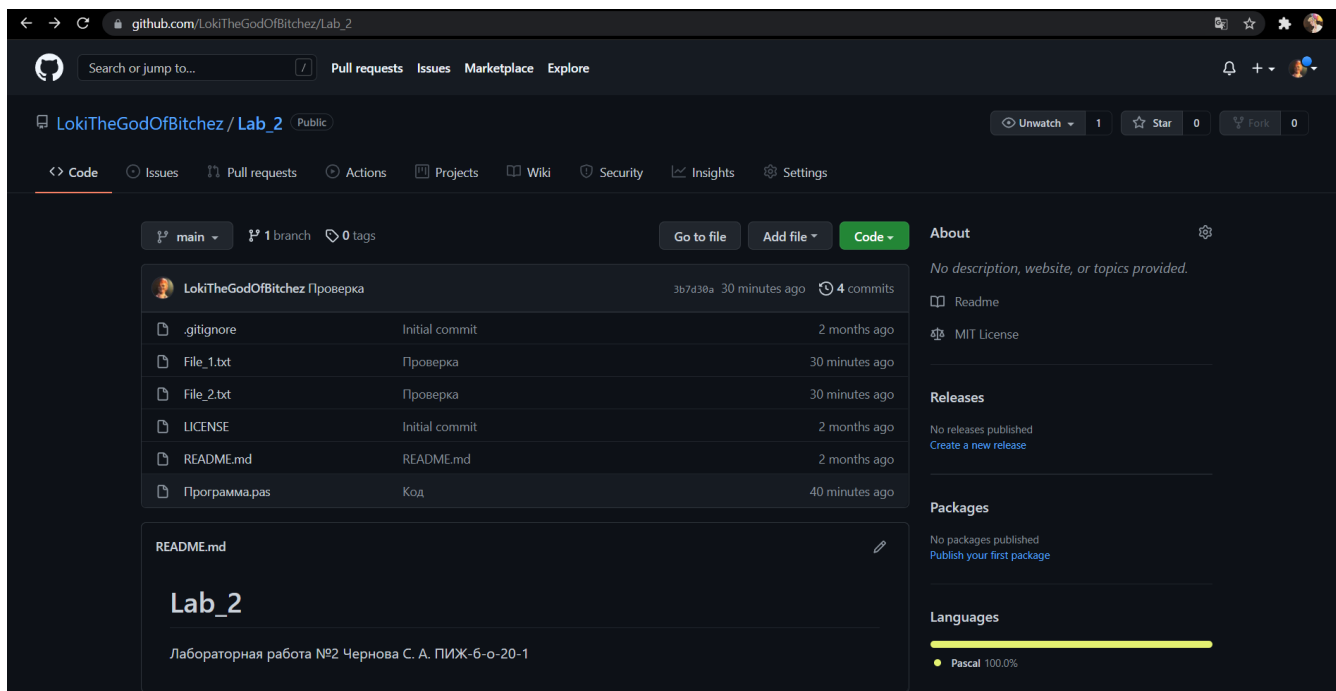 github.com/LokiTheGodOfBitchez/Lab_2
Search or jump to... / Pull requests Issues Marketplace Explore
LokiTheGodOfBitchez / Lab_2 Public Unwatch 1 Star 0 Fork 0
Code Issues Pull requests Actions Projects Wiki Security Insights Settings
main 1 branch 0 tags Go to file Add file Code
LokiTheGodOfBitchez Проверка 3b7d30a 30 minutes ago 4 commits
.gitignore Initial commit 2 months ago
File_1.txt Проверка 30 minutes ago
File_2.txt Проверка 30 minutes ago
LICENSE Initial commit 2 months ago
README.md README.md 2 months ago
Программа.pas Код 40 minutes ago
README.md
Lab_2
Лабораторная работа №2 Чернова С. А. ПИЖ-б-о-20-1
About
No description, website, or topics provided.
Readme
MIT License
Releases
No releases published
Create a new release
Packages
No packages published
Publish your first package
Languages
Pascal 100.0%